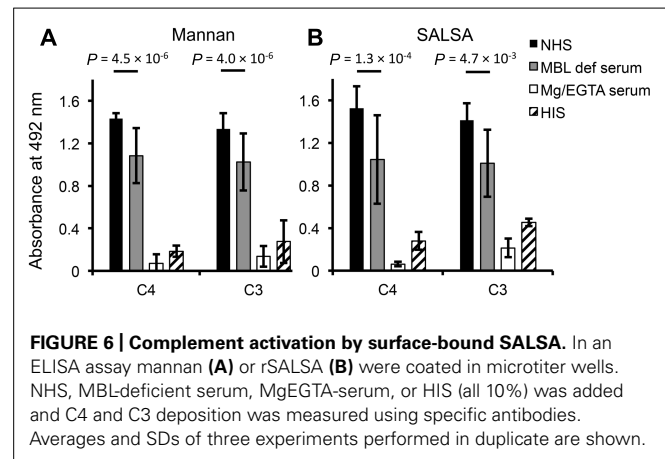 A Mannan B SALSA
P = 4.5 × 10⁻⁶ P = 4.0 × 10⁻⁶ P = 1.3 × 10⁻⁴ P = 4.7 × 10⁻³
NHS
MBL def serum
Mg/EGTA serum
HIS
Absorbance at 492 nm
1.6 1.6
1.2 1.2
0.8 0.8
0.4 0.4
0 0
C4 C3 C4 C3
FIGURE 6 | Complement activation by surface-bound SALSA. In an
ELISA assay mannan (A) or rSALSA (B) were coated in microtiter wells.
NHS, MBL-deficient serum, MgEGTA-serum, or HIS (all 10%) was added
and C4 and C3 deposition was measured using specific antibodies.
Averages and SDs of three experiments performed in duplicate are shown.